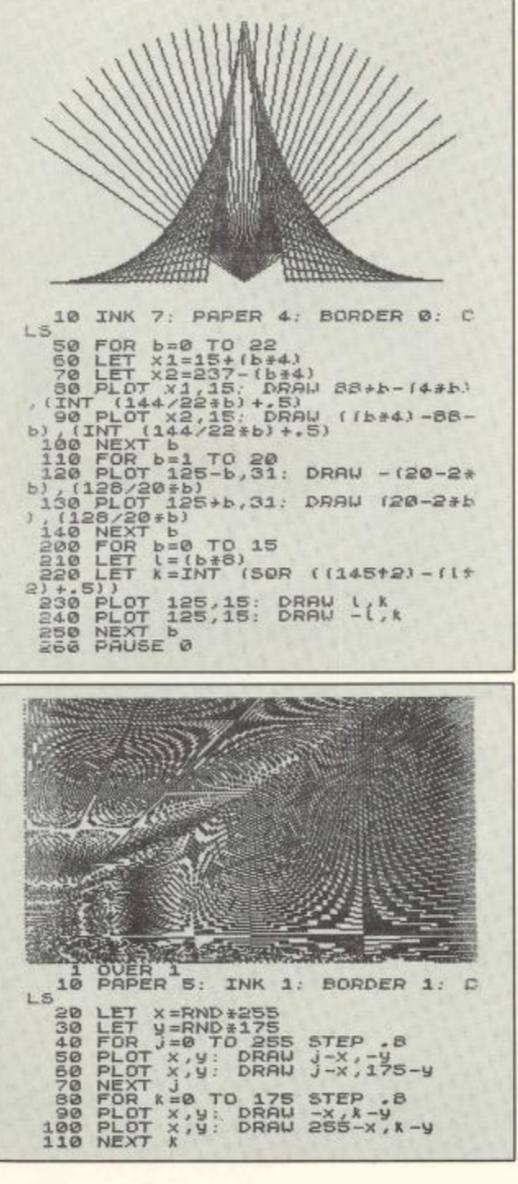 10 INK 7: PAPER 4: BORDER 0: C
LS
50 FOR b=0 TO 22
60 LET x1=15+(b*4)
70 LET x2=237-(b*4)
80 PLOT x1,15: DRAW 88+b-(4*b)
,(INT (144/22*b)+.5)
90 PLOT x2,15: DRAW ((b*4)-88-
b),(INT (144/22*b)+.5)
100 NEXT b
110 FOR b=1 TO 20
120 PLOT 125-b,31: DRAW -(20-2*
b),(128/20*b)
130 PLOT 125+b,31: DRAW (20-2*b
),(128/20*b)
140 NEXT b
200 FOR b=0 TO 15
210 LET l=(b*8)
220 LET k=INT (SQR ((145↑2)-(l↑
2)+.5))
230 PLOT 125,15: DRAW l,k
240 PLOT 125,15: DRAW -l,k
250 NEXT b
260 PAUSE 0
1 OVER 1
10 PAPER 5: INK 1: BORDER 1: C
LS
20 LET x=RND*255
30 LET y=RND*175
40 FOR j=0 TO 255 STEP .8
50 PLOT x,y: DRAW j-x,-y
60 PLOT x,y: DRAW j-x,175-y
70 NEXT j
80 FOR k=0 TO 175 STEP .8
90 PLOT x,y: DRAW -x,k-y
100 PLOT x,y: DRAW 255-x,k-y
110 NEXT k